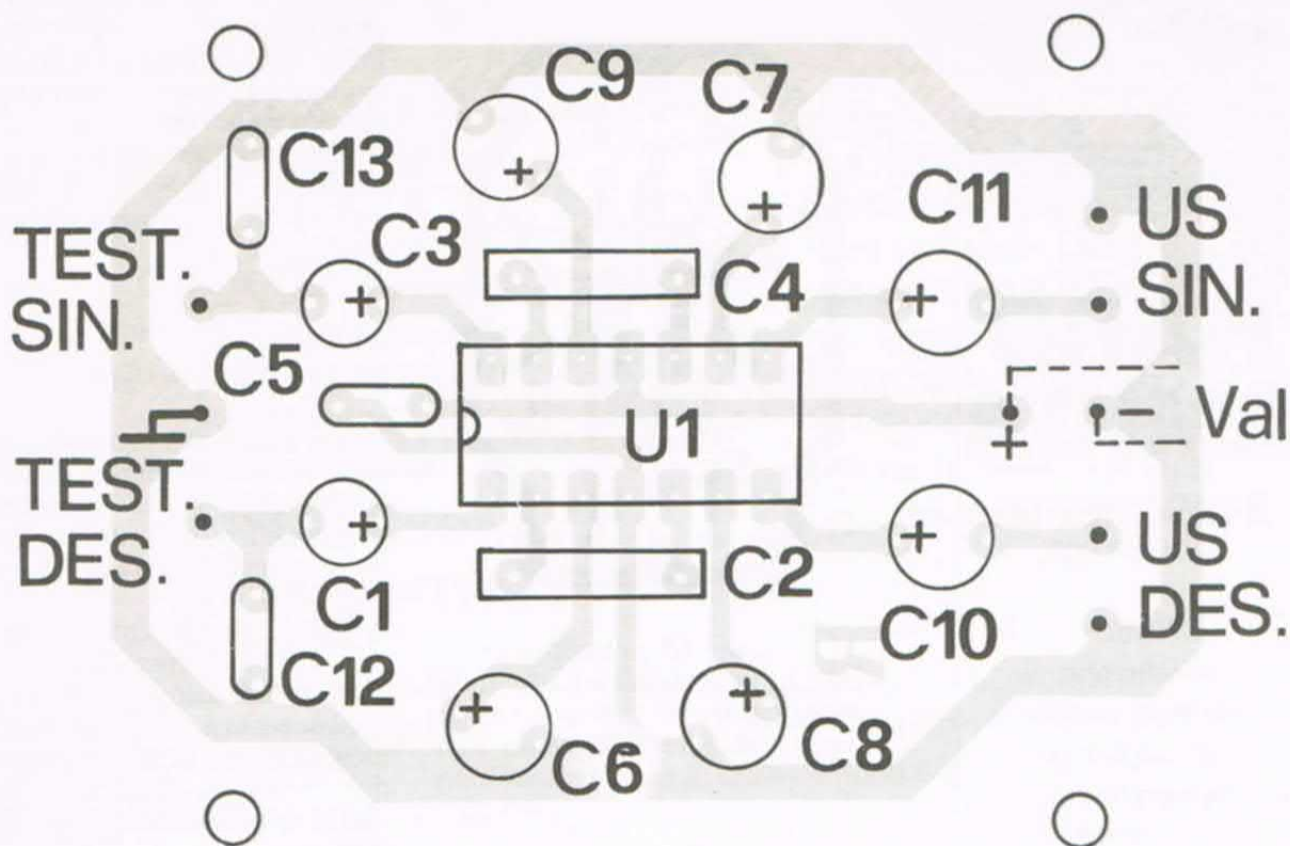 C9
C7
C13
C11
US
SIN.
C3
TEST.
SIN.
C4
C5
U1
+
-
Val
TEST.
DES.
C1
C2
US
DES.
C10
C12
C6
C8
+
+
+
+
+
+
+
+